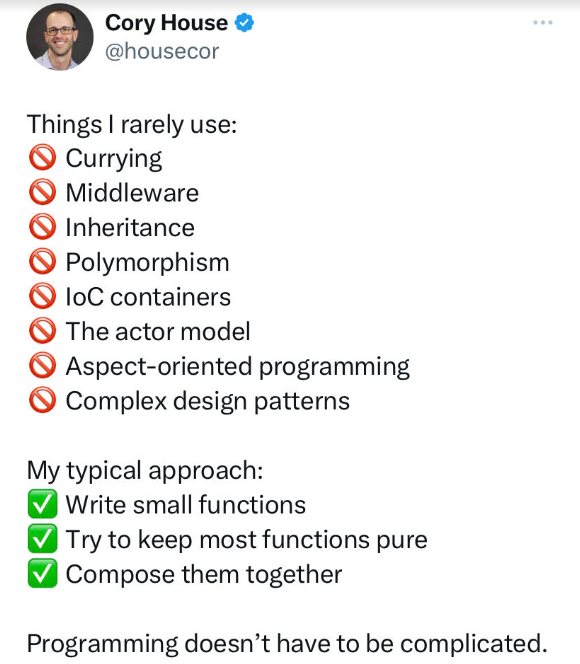 Cory House
@housecor
Things I rarely use:
🚫 Currying
🚫 Middleware
🚫 Inheritance
🚫 Polymorphism
🚫 IoC containers
🚫 The actor model
🚫 Aspect-oriented programming
🚫 Complex design patterns
My typical approach:
✅ Write small functions
✅ Try to keep most functions pure
✅ Compose them together
Programming doesn’t have to be complicated.